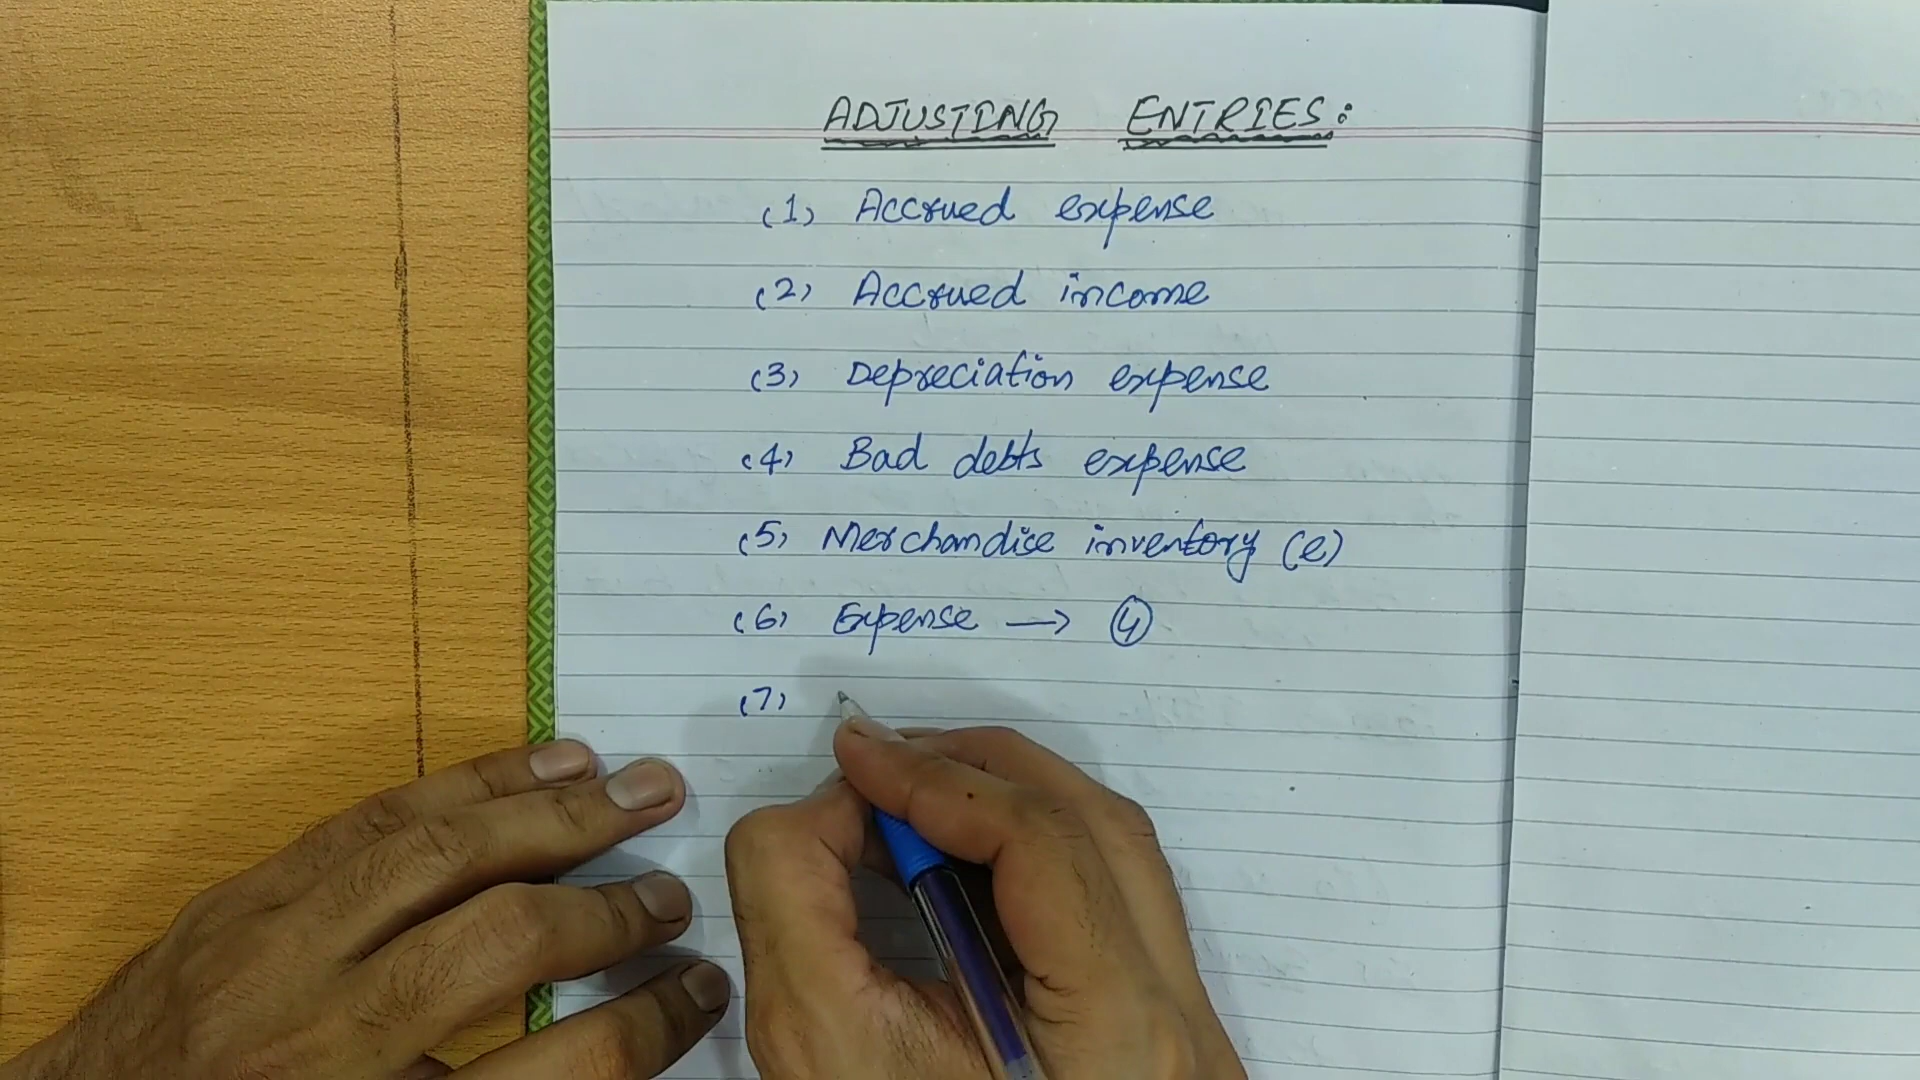 ADJUSTING ENTRIES:
(1) Accrued expense
(2) Accrued income
(3) Depreciation expense
(4) Bad debts expense
(5) Merchandise inventory (e)
(6) Expense → ④
(7)